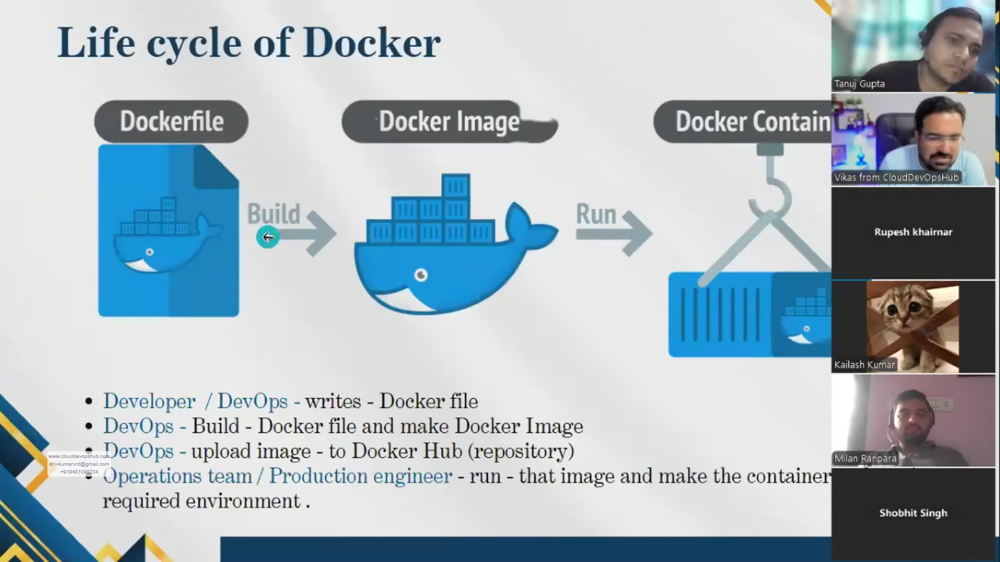 Life cycle of Docker
Dockerfile
Docker Image
Docker Contain
Build
Run
Developer / DevOps - writes - Docker file
DevOps - Build - Docker file and make Docker Image
DevOps - upload image - to Docker Hub (repository)
Operations team / Production engineer - run - that image and make the container
required environment .
www.clouddevopshub.com
shivkumarvrd@gmail.com
+919481098234
Tanuj Gupta
Vikas from CloudDevOpsHub
Rupesh khairnar
Kailash Kumar
Milan Ranpara
Shobhit Singh